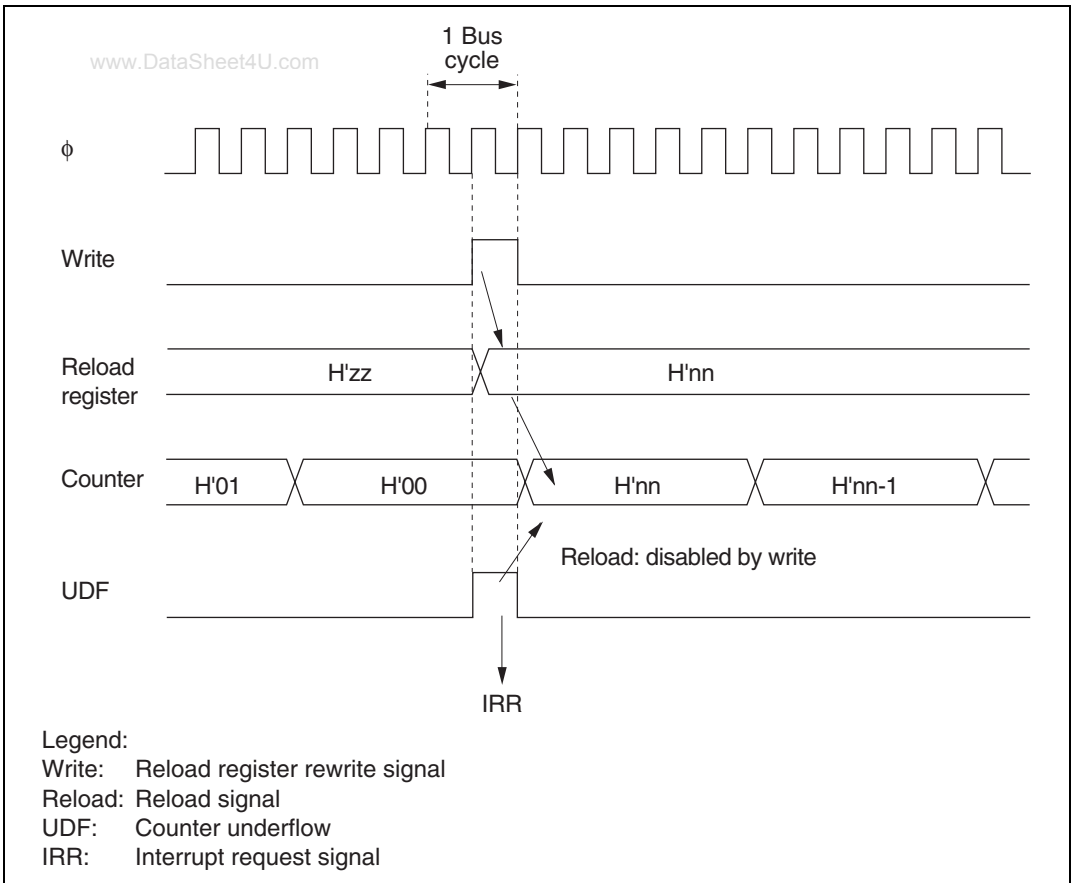 1 Bus
cycle
www.DataSheet4U.com
ϕ
Write
Reload
register
H'zz
H'nn
Counter
H'01
H'00
H'nn
H'nn-1
Reload: disabled by write
UDF
IRR
Legend:
Write: Reload register rewrite signal
Reload: Reload signal
UDF: Counter underflow
IRR: Interrupt request signal